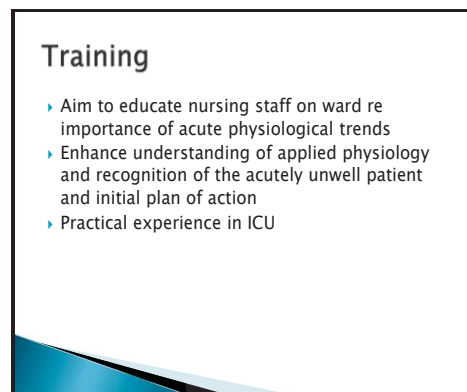 Training
Aim to educate nursing staff on ward re
importance of acute physiological trends
Enhance understanding of applied physiology
and recognition of the acutely unwell patient
and initial plan of action
Practical experience in ICU